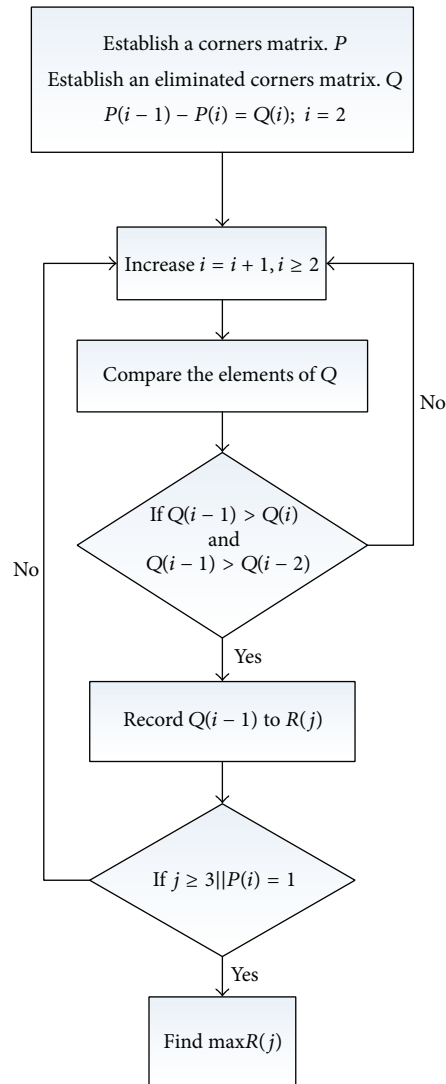 Establish a corners matrix. P
Establish an eliminated corners matrix. Q
P(i − 1) − P(i) = Q(i); i = 2
Increase i = i + 1, i ≥ 2
Compare the elements of Q
No
If Q(i − 1) > Q(i)
and
Q(i − 1) > Q(i − 2)
No
Yes
Record Q(i − 1) to R(j)
If j ≥ 3||P(i) = 1
Yes
Find maxR(j)